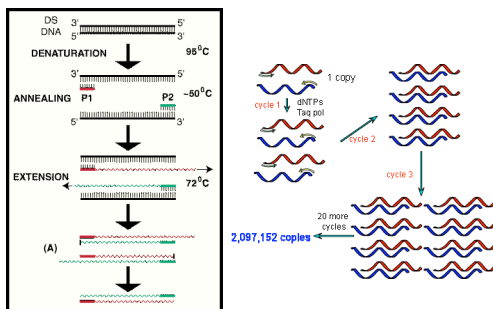 DS
DNA
3'
5'
5'
3'
DENATURATION
95⁰C
3'
5'
ANNEALING
P1
P2
~50⁰C
5'
3'
EXTENSION
72⁰C
(A)
1 copy
cycle 1
dNTPs
Taq pol
cycle 2
cycle 3
20 more
cycles
2,097,152 copies